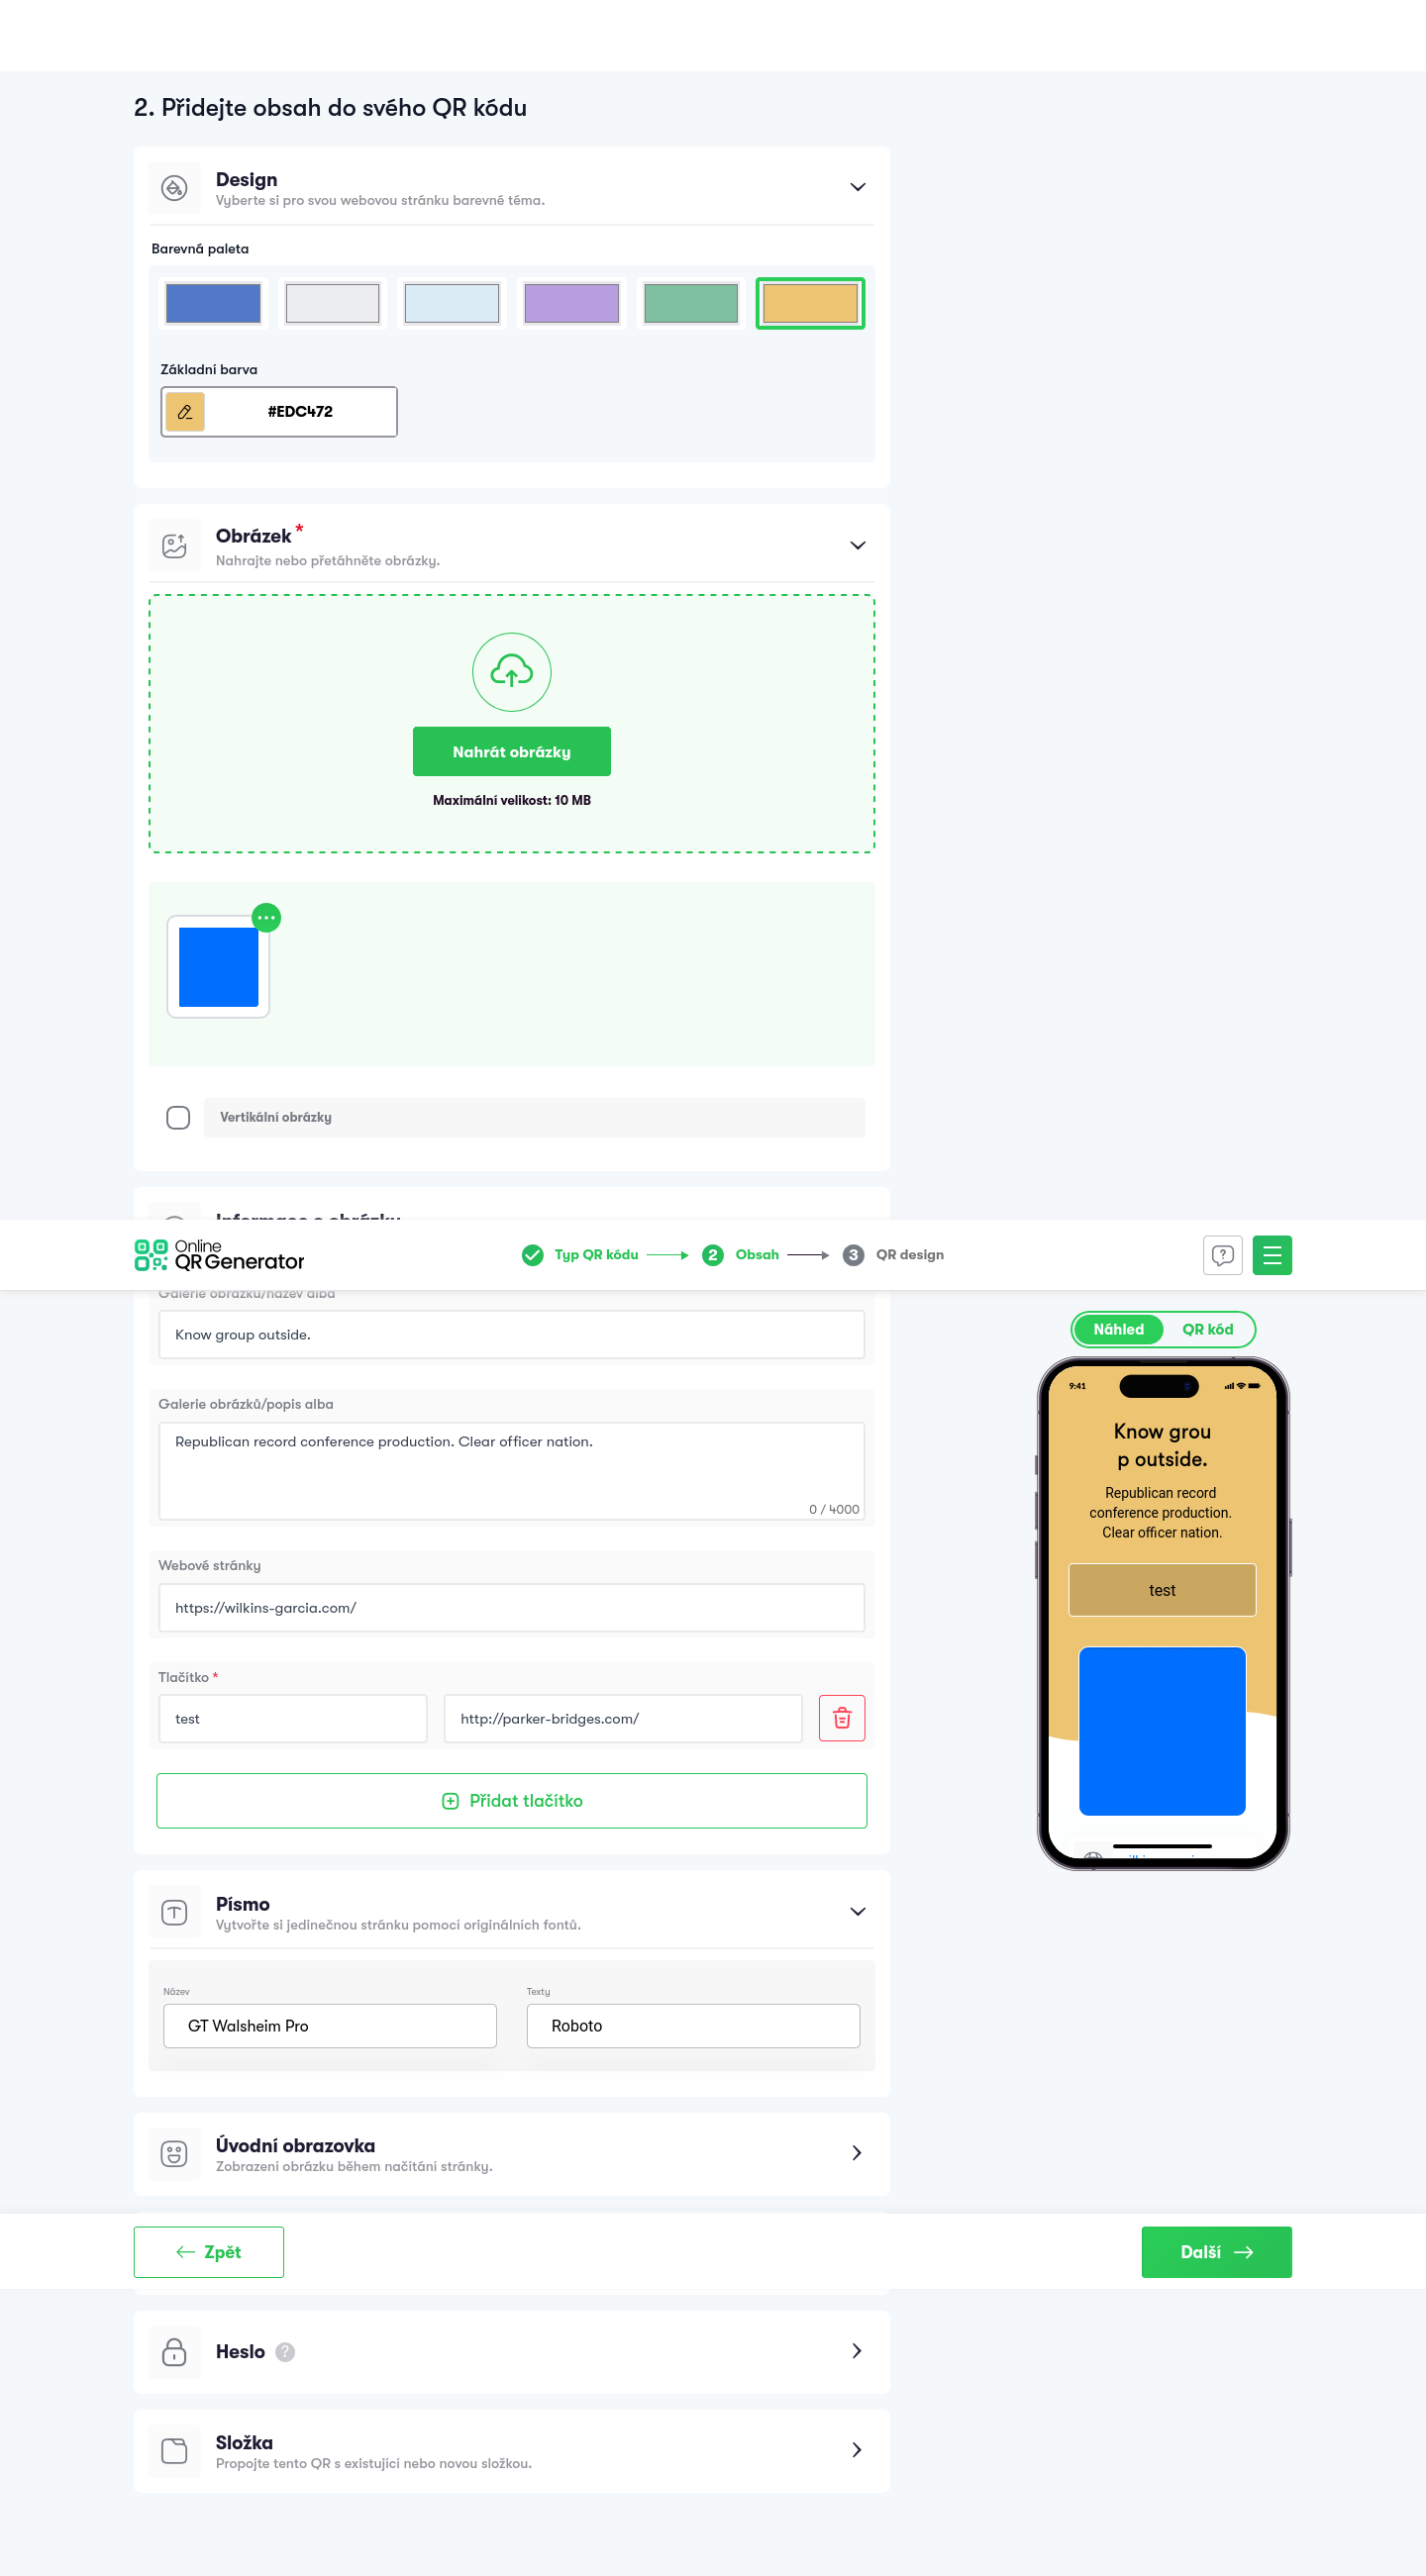 2. Přidejte obsah do svého QR kódu
Design
Vyberte si pro svou webovou stránku barevné téma.
Barevná paleta
Základní barva
#EDC472
Obrázek *
Nahrajte nebo přetáhněte obrázky.
Nahrát obrázky
Maximální velikost: 10 MB
Vertikální obrázky
Online
QR Generator
Typ QR kódu
2
Obsah
3
QR design
Galerie obrázků/název alba
Know group outside.
Galerie obrázků/popis alba
Republican record conference production. Clear officer nation.
0 / 4000
Webové stránky
https://wilkins-garcia.com/
Tlačítko *
test
http://parker-bridges.com/
Přidat tlačítko
Náhled
QR kód
9:41
Know grou
p outside.
Republican record
conference production.
Clear officer nation.
test
Písmo
Vytvořte si jedinečnou stránku pomocí originálních fontů.
Název
GT Walsheim Pro
Texty
Roboto
Úvodní obrazovka
Zobrazení obrázku během načítání stránky.
Zpět
Další
Heslo ?
Složka
Propojte tento QR s existující nebo novou složkou.